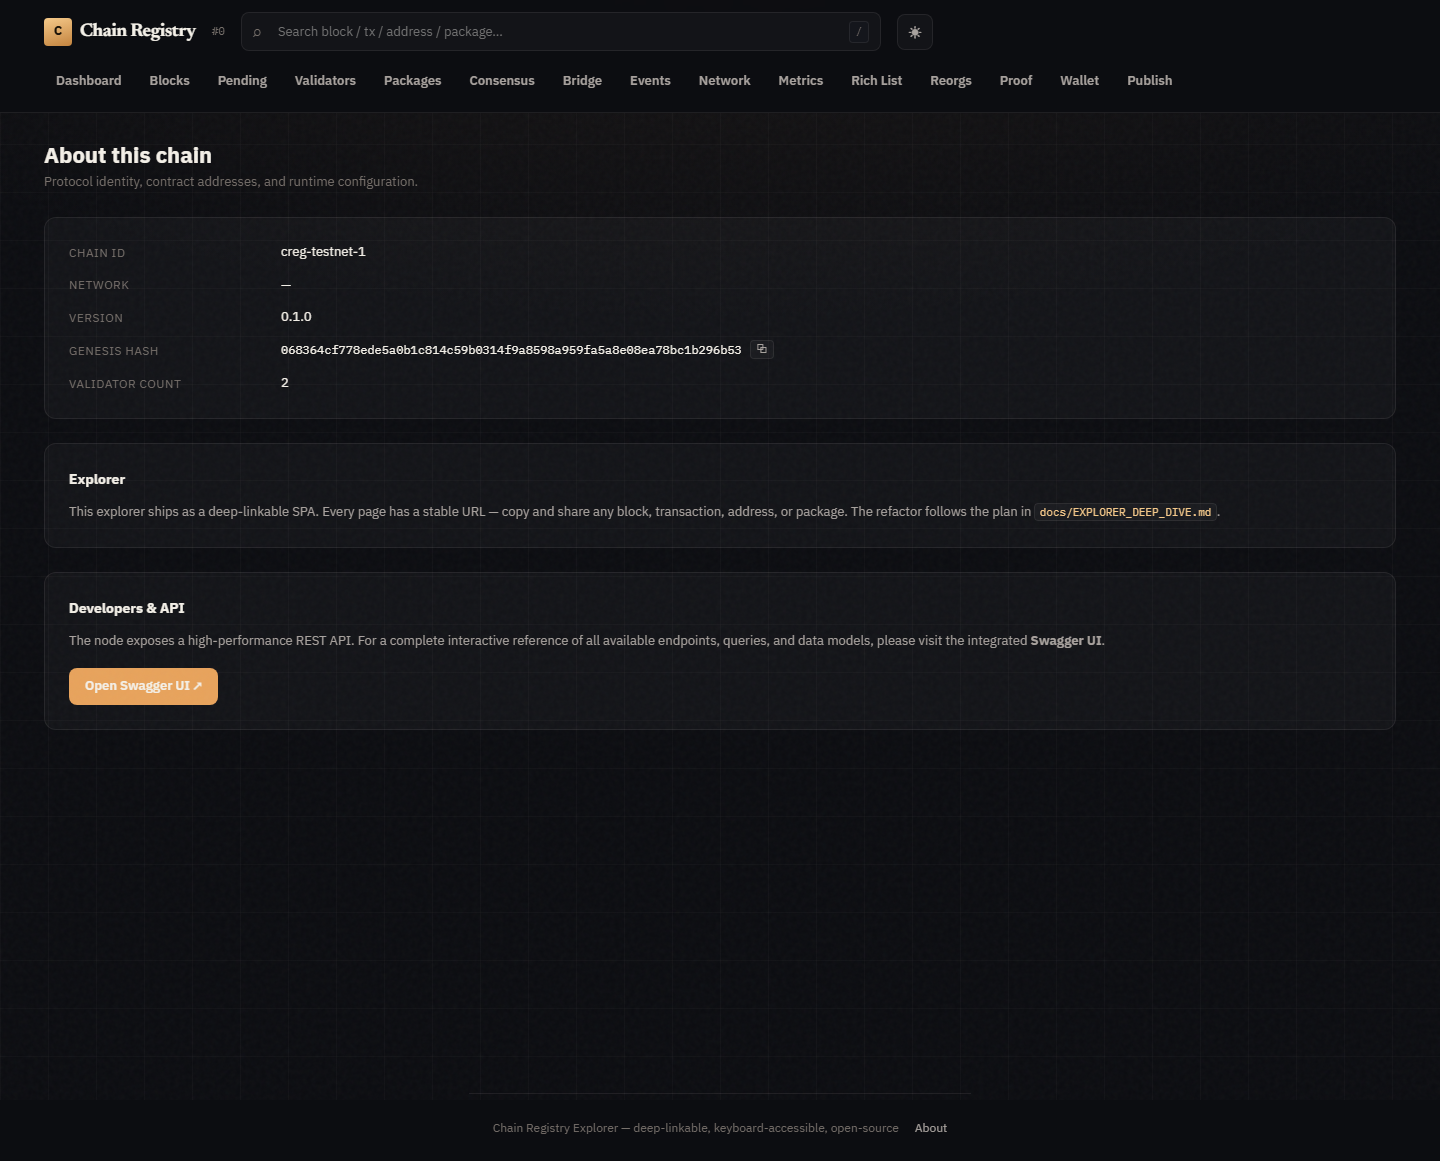 C Chain Registry #0 Search block / tx / address / package... /
Dashboard Blocks Pending Validators Packages Consensus Bridge Events Network Metrics Rich List Reorgs Proof Wallet Publish
About this chain
Protocol identity, contract addresses, and runtime configuration.
CHAIN ID creg-testnet-1
NETWORK —
VERSION 0.1.0
GENESIS HASH 068364cf778ede5a0b1c814c59b0314f9a8598a959fa5a8e08ea78bc1b296b53
VALIDATOR COUNT 2
Explorer
This explorer ships as a deep-linkable SPA. Every page has a stable URL — copy and share any block, transaction, address, or package. The refactor follows the plan in docs/EXPLORER_DEEP_DIVE.md.
Developers & API
The node exposes a high-performance REST API. For a complete interactive reference of all available endpoints, queries, and data models, please visit the integrated Swagger UI.
Open Swagger UI ↗
Chain Registry Explorer — deep-linkable, keyboard-accessible, open-source About